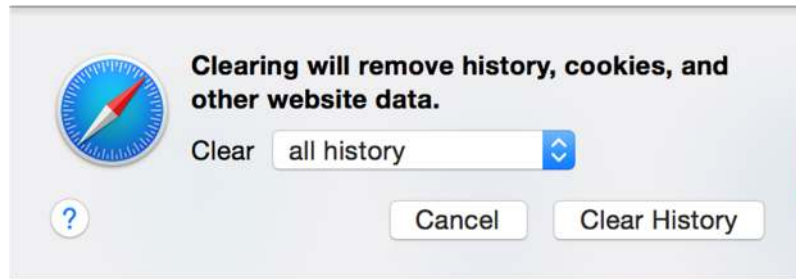 Clearing will remove history, cookies, and
other website data.
Clear all history
? Cancel Clear History